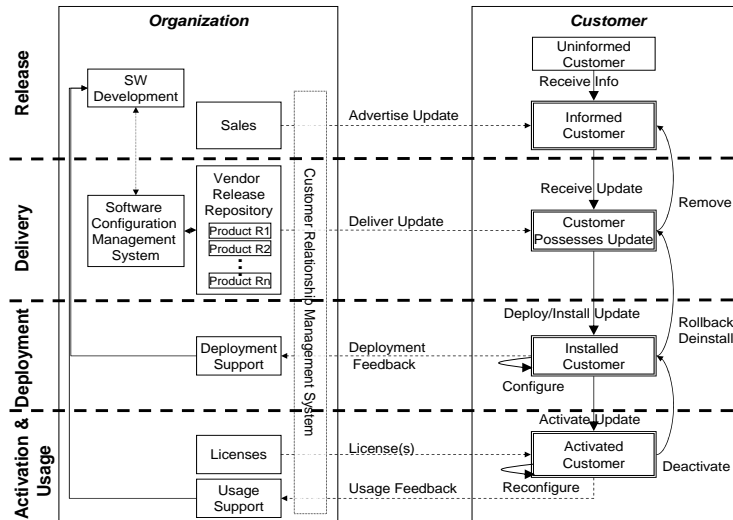 Organization
Customer
Release
SW
Development
Sales
Advertise Update
Uninformed
Customer
Receive Info
Informed
Customer
Receive Update
Remove
Delivery
Software
Configuration
Management
System
Vendor
Release
Repository
Product R1
Product R2
Product Rn
Customer Relationship Management System
Deliver Update
Customer
Possesses Update
Deploy/Install Update
Rollback
Deinstall
Deployment
Deployment
Support
Deployment
Feedback
Installed
Customer
Configure
Activate Update
Activation &
Usage
Licenses
License(s)
Activated
Customer
Deactivate
Reconfigure
Usage
Support
Usage Feedback